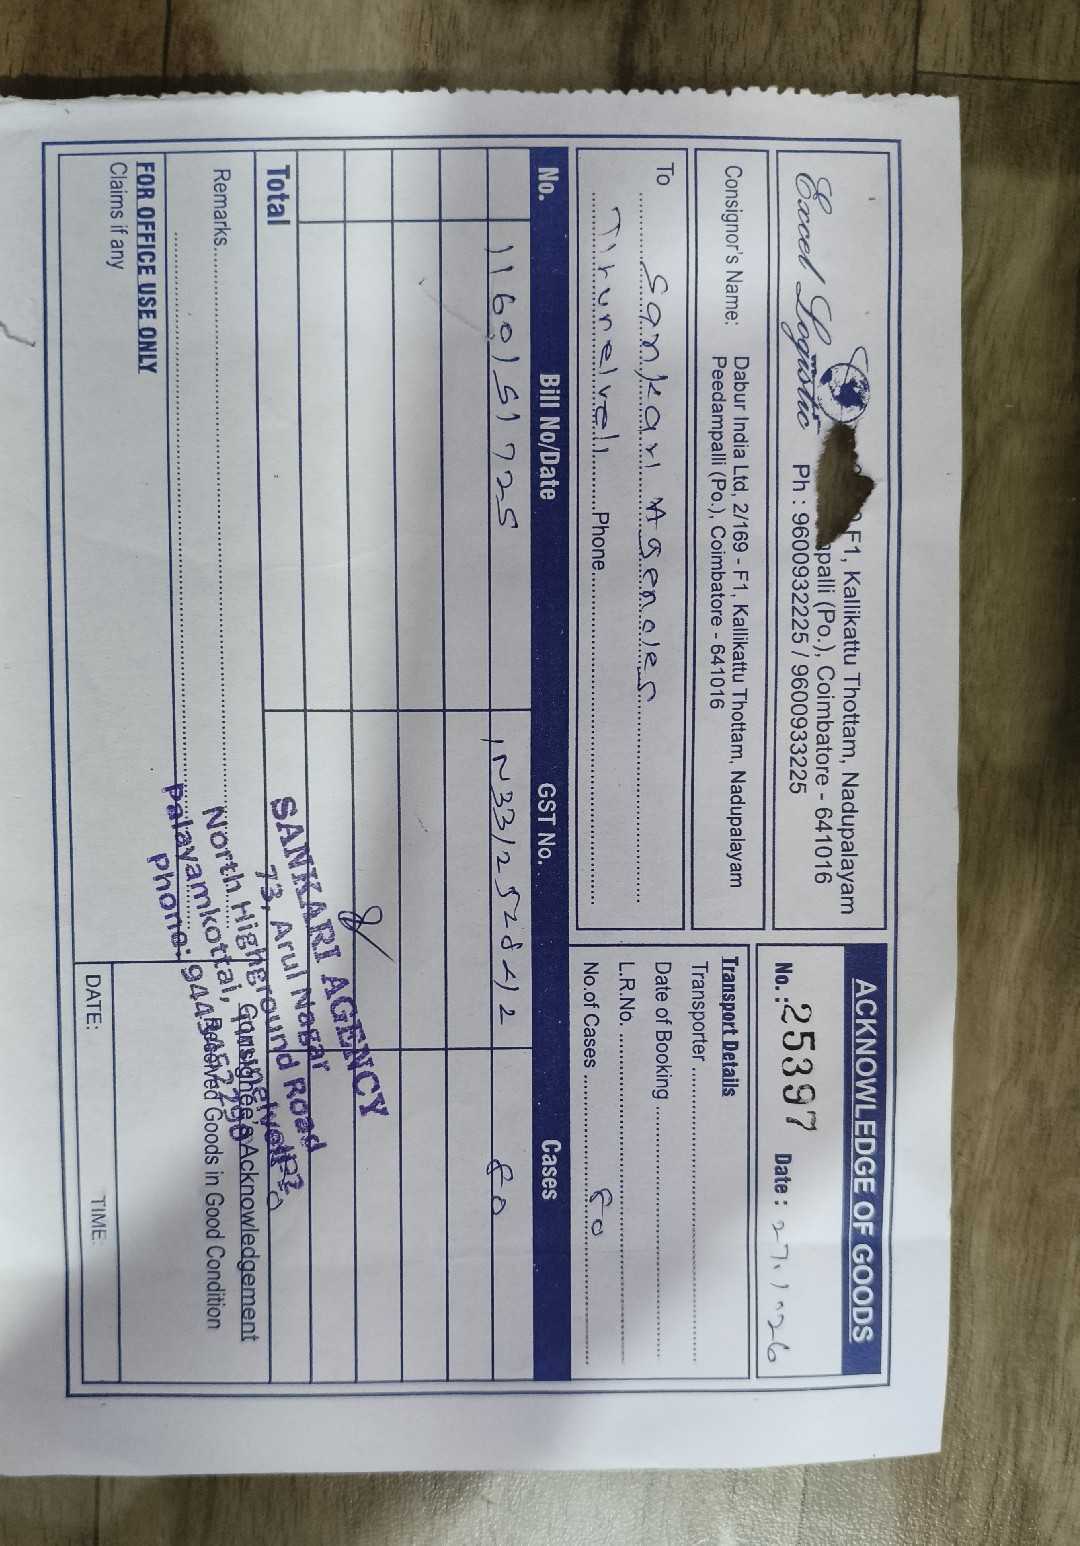 Excel Logistic
F1, Kallikattu Thottam, Nadupalayam
palli (Po.), Coimbatore - 641016
Ph : 9600932225 / 9600933225
ACKNOWLEDGE OF GOODS
No.: 25397 Date : 27.1.26
Consignor's Name: Dabur India Ltd, 2/169 - F1, Kallikattu Thottam, Nadupalayam
Peedampalli (Po.), Coimbatore - 641016
To Sankari Agencies
Tirunelveli Phone
Transport Details
Transporter
Date of Booking
L.R.No.
No.of Cases 80
No. Bill No/Date GST No. Cases
1160151725 80
Total
Remarks
SANKARI AGENCY
73, Arul Nagar
North Highground Road
Palayamkottai,
Phone:
Consignee's Acknowledgement
Received Goods in Good Condition
FOR OFFICE USE ONLY
Claims if any
DATE: TIME: